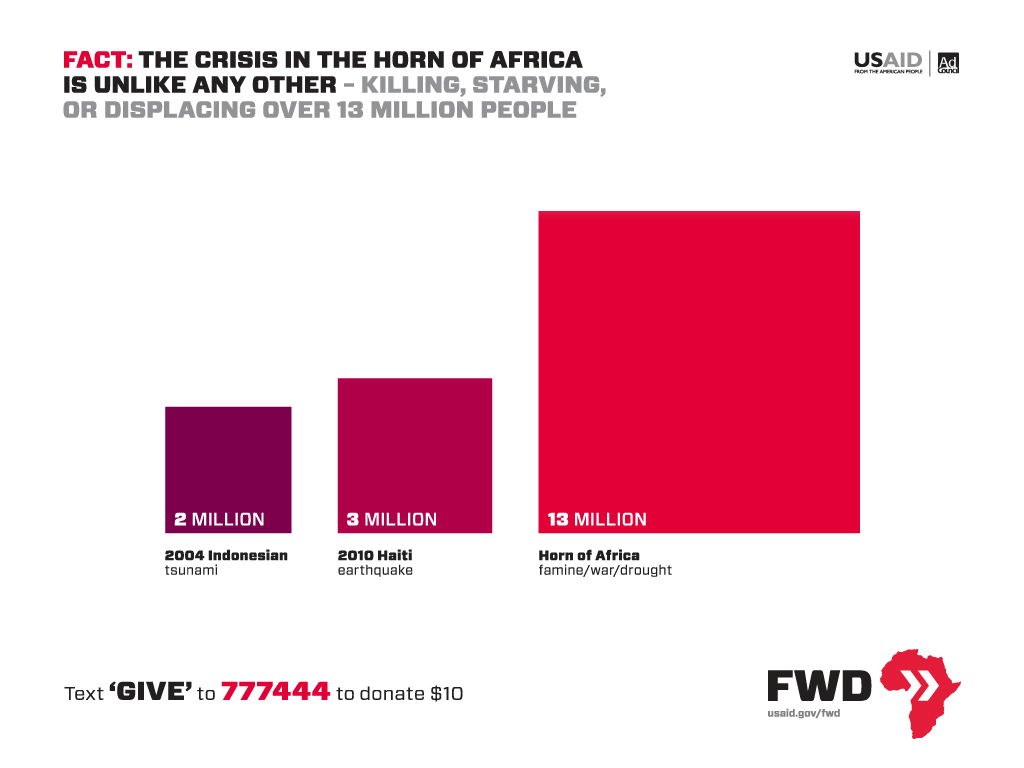 FACT: THE CRISIS IN THE HORN OF AFRICA
IS UNLIKE ANY OTHER – KILLING, STARVING,
OR DISPLACING OVER 13 MILLION PEOPLE
USAID
FROM THE AMERICAN PEOPLE
Ad
Council
2 MILLION
3 MILLION
13 MILLION
2004 Indonesian
tsunami
2010 Haiti
earthquake
Horn of Africa
famine/war/drought
Text ‘GIVE’ to 777444 to donate $10
FWD
usaid.gov/fwd